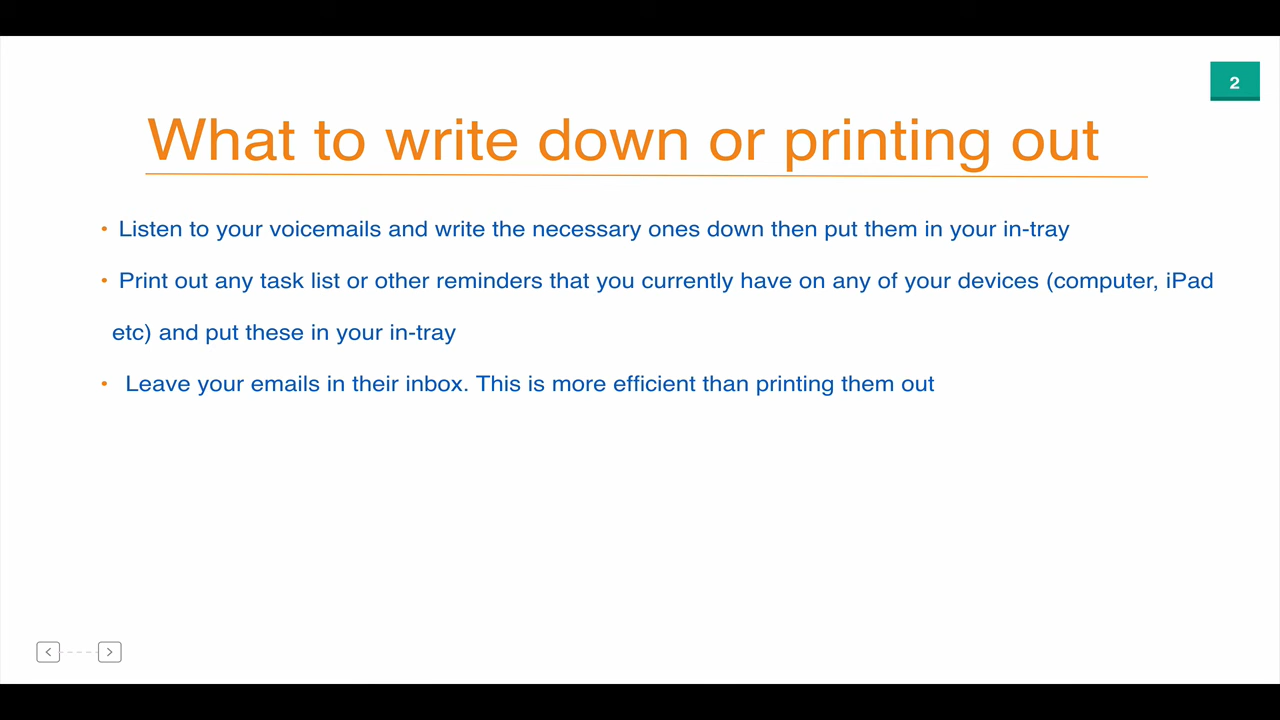 2
What to write down or printing out
• Listen to your voicemails and write the necessary ones down then put them in your in-tray
• Print out any task list or other reminders that you currently have on any of your devices (computer, iPad
etc) and put these in your in-tray
• Leave your emails in their inbox. This is more efficient than printing them out